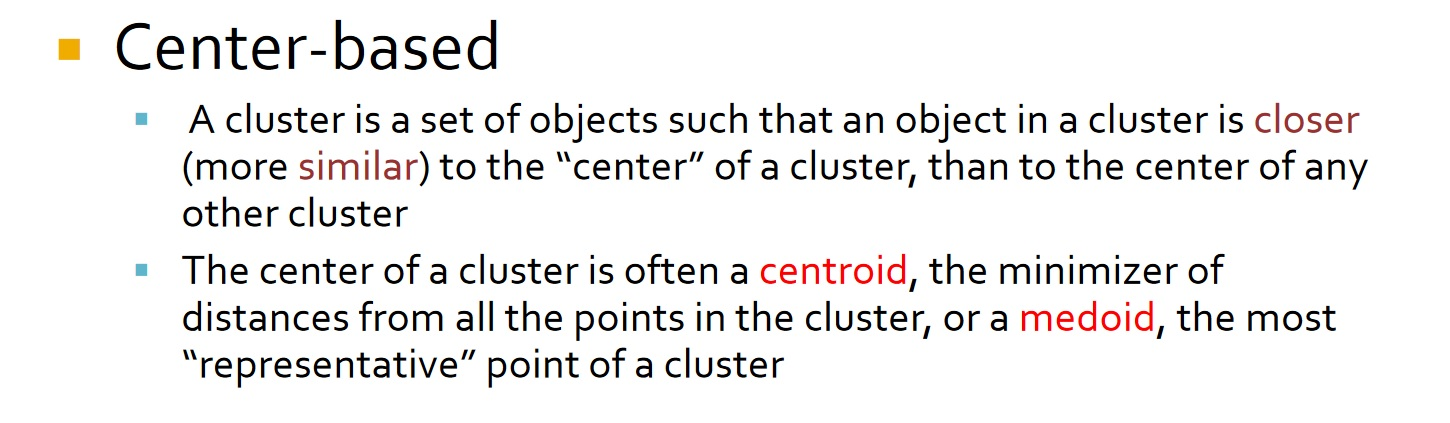 Center-based
A cluster is a set of objects such that an object in a cluster is closer
(more similar) to the “center” of a cluster, than to the center of any
other cluster
The center of a cluster is often a centroid, the minimizer of
distances from all the points in the cluster, or a medoid, the most
“representative” point of a cluster